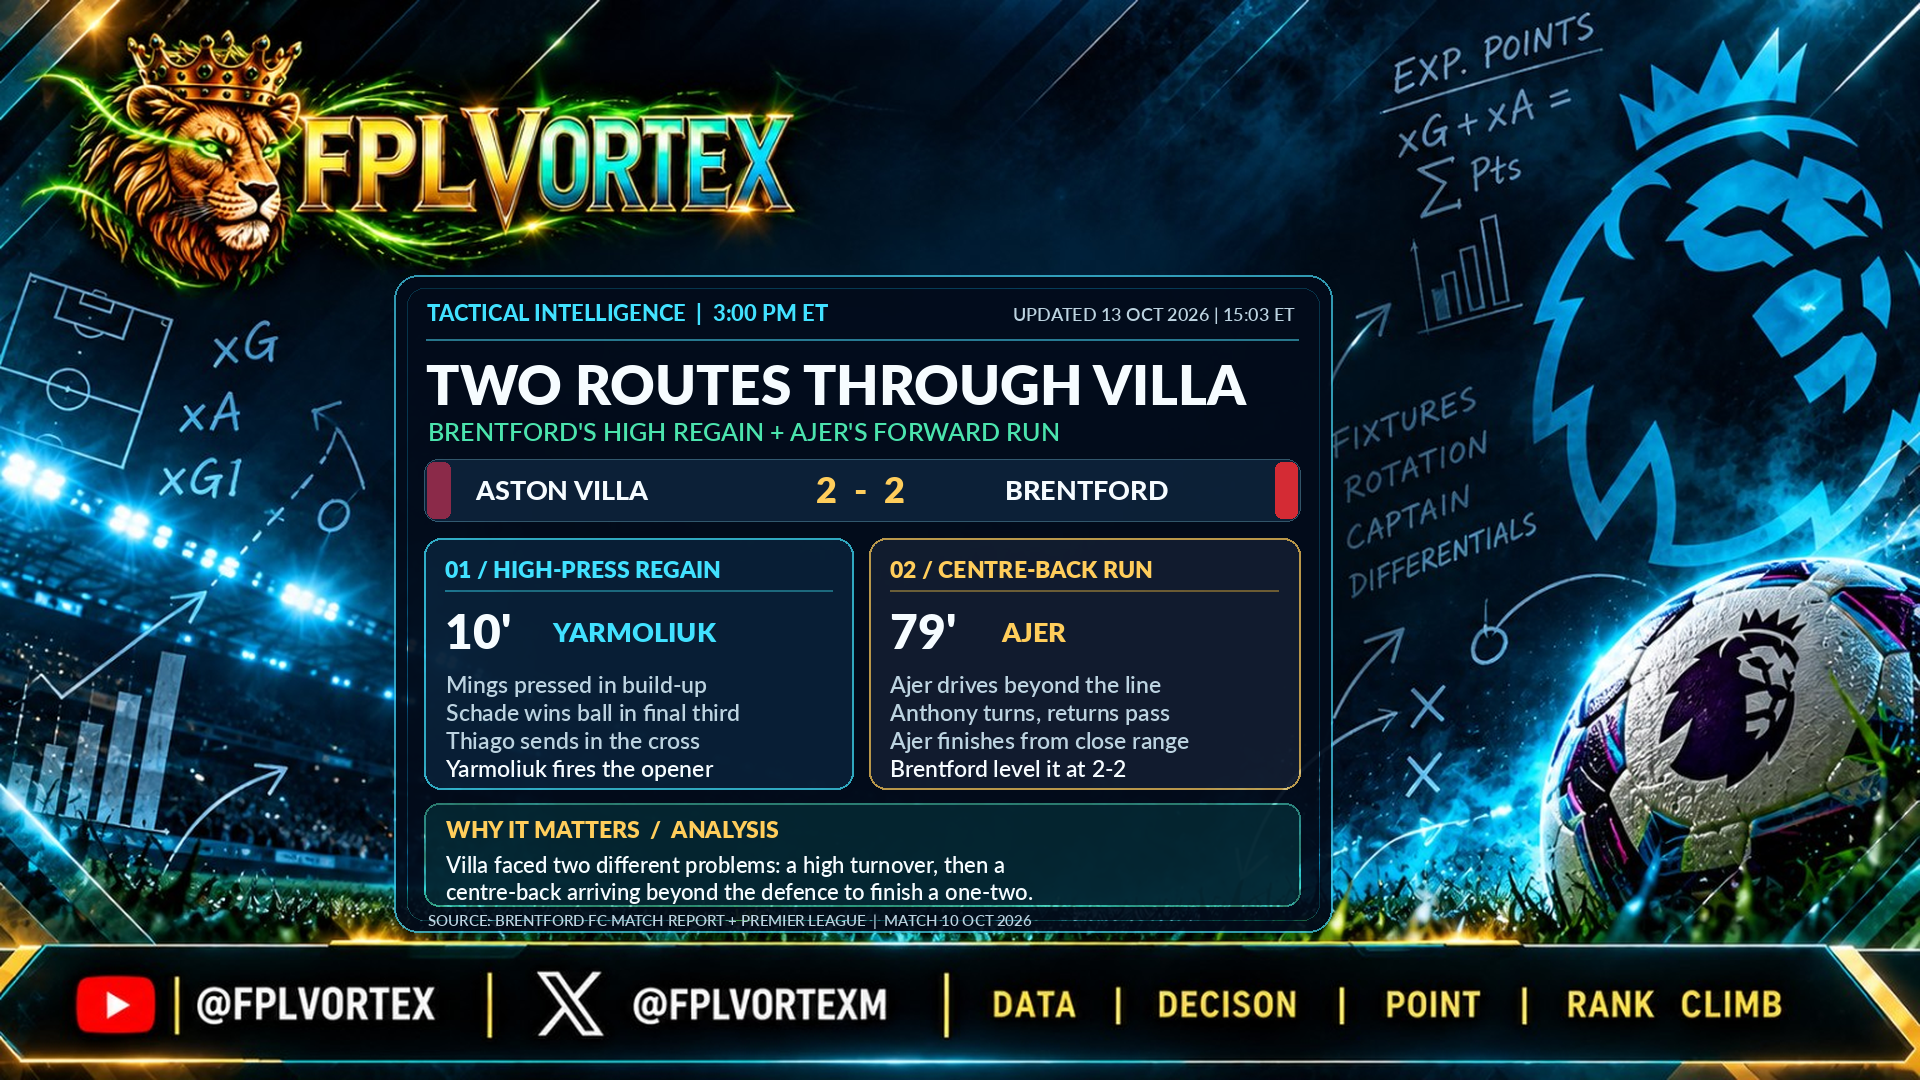 FPLVORTEX
EXP. POINTS
xG + xA =
∑ Pts
xG
xA
xG1
FIXTURES
ROTATION
CAPTAIN
DIFFERENTIALS
TACTICAL INTELLIGENCE | 3:00 PM ET
UPDATED 13 OCT 2026 | 15:03 ET
TWO ROUTES THROUGH VILLA
BRENTFORD'S HIGH REGAIN + AJER'S FORWARD RUN
ASTON VILLA 2 - 2 BRENTFORD
01 / HIGH-PRESS REGAIN
10' YARMOLIUK
Mings pressed in build-up
Schade wins ball in final third
Thiago sends in the cross
Yarmoliuk fires the opener
02 / CENTRE-BACK RUN
79' AJER
Ajer drives beyond the line
Anthony turns, returns pass
Ajer finishes from close range
Brentford level it at 2-2
WHY IT MATTERS / ANALYSIS
Villa faced two different problems: a high turnover, then a
centre-back arriving beyond the defence to finish a one-two.
SOURCE: BRENTFORD FC MATCH REPORT + PREMIER LEAGUE | MATCH 10 OCT 2026
@FPLVORTEX | @FPLVORTEXM | DATA | DECISON | POINT | RANK CLIMB